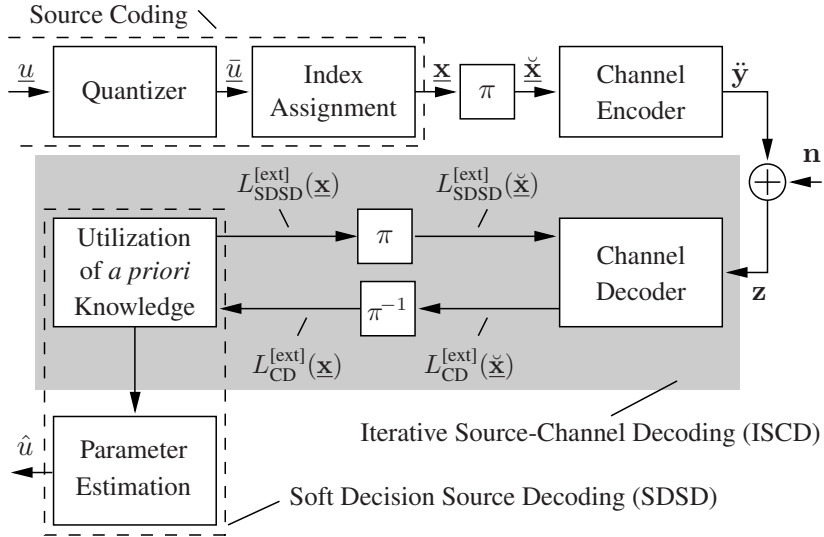 Source Coding
u
Quantizer
ū
Index
Assignment
x
π
x̆
Channel
Encoder
ÿ
n
L[ext]SDSD(x)
L[ext]SDSD(x̆)
Utilization
of a priori
Knowledge
π
Channel
Decoder
z
π−1
L[ext]CD(x)
L[ext]CD(x̆)
Iterative Source-Channel Decoding (ISCD)
û
Parameter
Estimation
Soft Decision Source Decoding (SDSD)